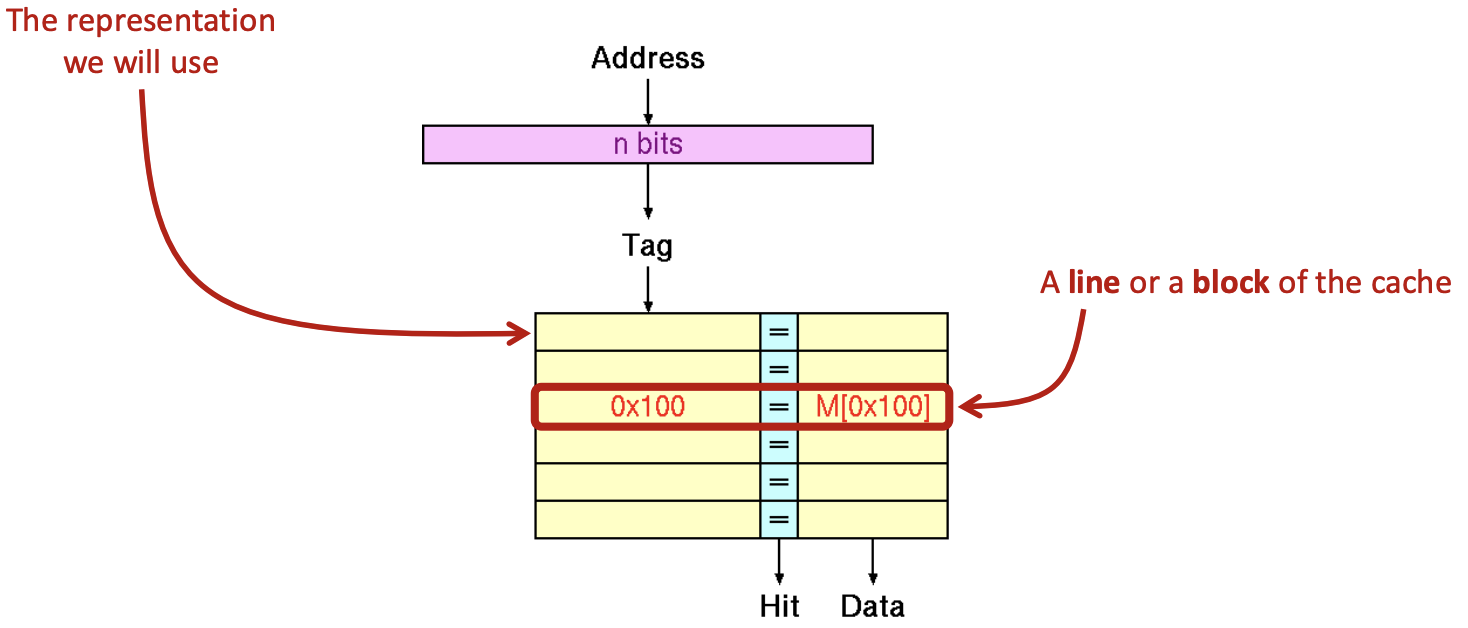 The representation
we will use
Address
n bits
Tag
A line or a block of the cache
=
=
0x100 = M[0x100]
=
=
=
Hit Data